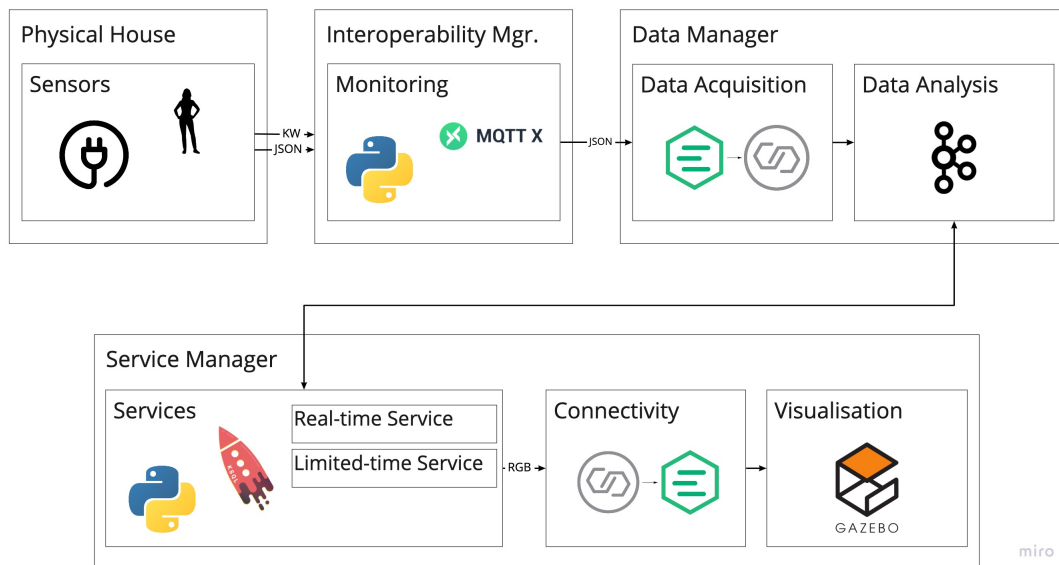 Physical House
Sensors
KW
JSON
Interoperability Mgr.
Monitoring
MQTT X
JSON
Data Manager
Data Acquisition
Data Analysis
Service Manager
Services
KSQL
Real-time Service
Limited-time Service
RGB
Connectivity
Visualisation
GAZEBO
miro